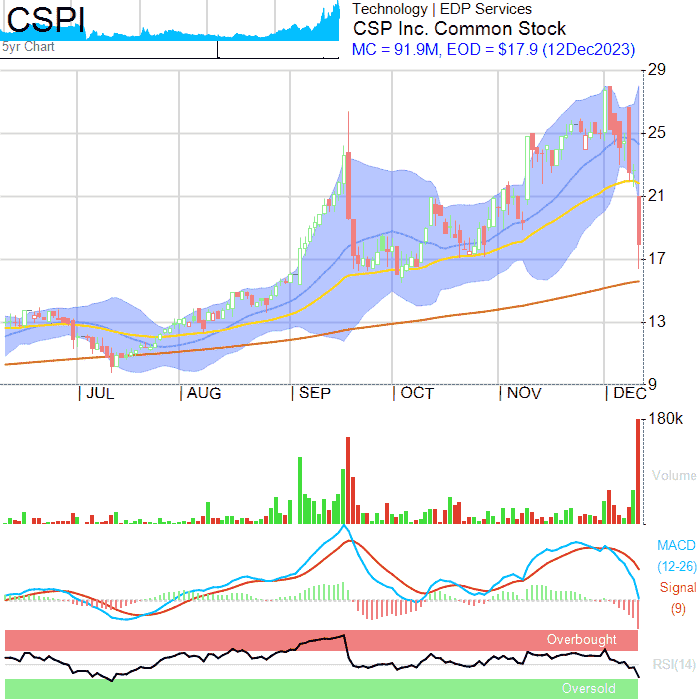 CSPI
5yr Chart
Technology | EDP Services
CSP Inc. Common Stock
MC = 91.9M, EOD = $17.9 (12Dec2023)
29
25
21
17
13
9
JUL AUG SEP OCT NOV DEC
180k
Volume
MACD
(12-26)
Signal
(9)
Overbought
RSI(14)
Oversold